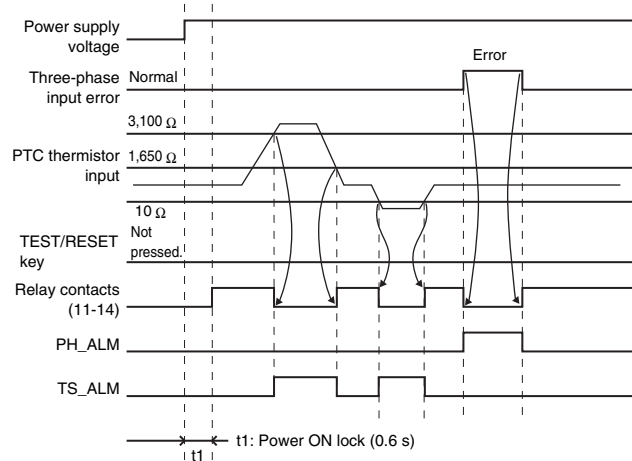 Power supply
voltage
Error
Three-phase
input error
Normal
3,100 Ω
PTC thermistor
input
1,650 Ω
10 Ω
TEST/RESET
key
Not
pressed.
Relay contacts
(11-14)
PH_ALM
TS_ALM
t1: Power ON lock (0.6 s)
t1